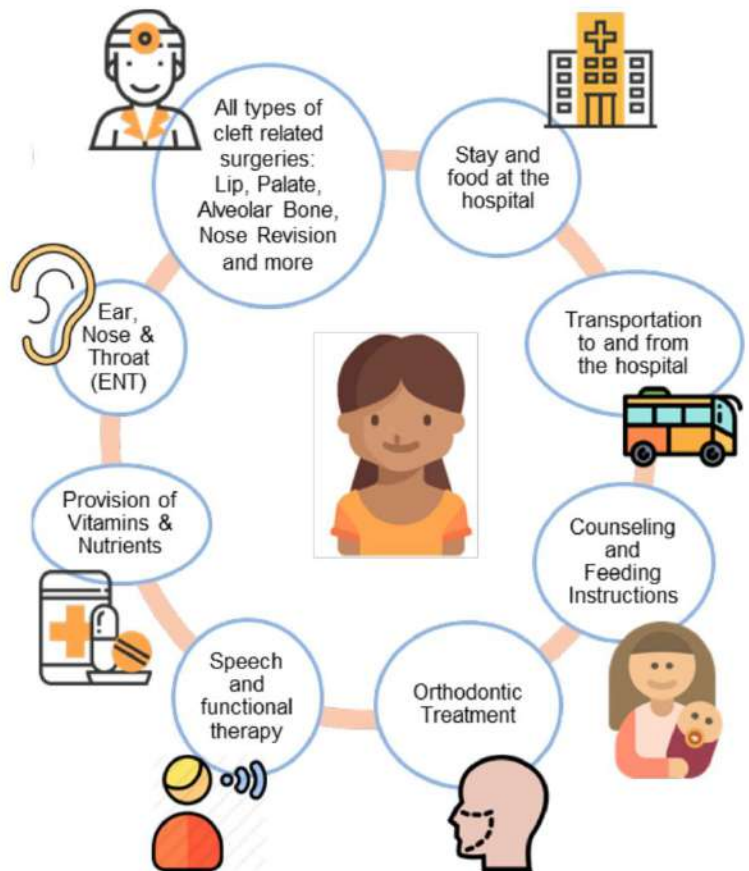 All types of
cleft related
surgeries:
Lip, Palate,
Alveolar Bone,
Nose Revision
and more
Stay and
food at the
hospital
Transportation
to and from
the hospital
Counseling
and
Feeding
Instructions
Orthodontic
Treatment
Speech
and
functional
therapy
Provision of
Vitamins &
Nutrients
Ear,
Nose &
Throat
(ENT)